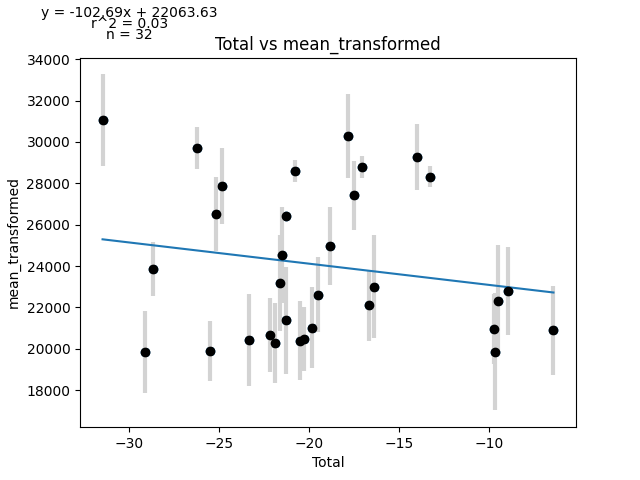 y = -102.69x + 22063.63
r^2 = 0.03
n = 32
Total vs mean_transformed
34000
32000
30000
28000
26000
24000
22000
20000
18000
mean_transformed
−30 −25 −20 −15 −10
Total